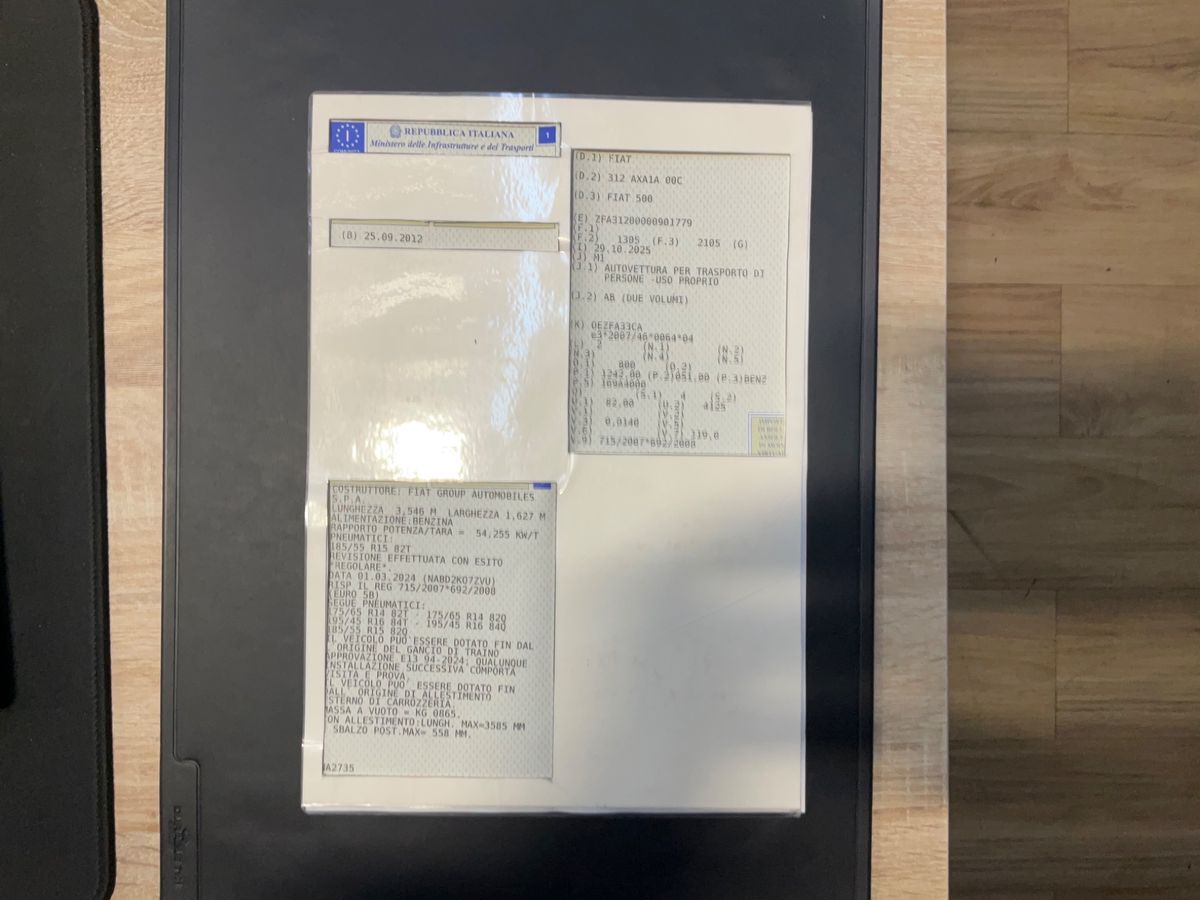 REPUBBLICA ITALIANA
1
I
Ministero delle Infrastrutture e dei Trasporti
(B) 25.09.2012
(D.1) FIAT
(D.2) 312 AXA1A 00C
(D.3) FIAT 500
(E) ZFA31200000901779
(F.1)
(F.2) 1305 (F.3) 2105 (G)
(I) 29.10.2025
(J) M1
(J.1) AUTOVETTURA PER TRASPORTO DI
PERSONE -USO PROPRIO
(J.2) AB (DUE VOLUMI)
(K) OEZFA33CA
e3*2007/46*0064*04
2 (N.1) (N.2)
N.3) (N.4) (N.5)
800 (O.2)
P.1) 1242,00 (P.2)051,00 (P.3)BENZ
P.5) 169A4000
(S.1) 4 (S.2)
U.1) 82,00 (U.2) 4125
V.3) 0,0140 (V.5)
(V.7) 119,0
V.9) 715/2007*692/2008
COSTRUTTORE: FIAT GROUP AUTOMOBILES
S.P.A.
LUNGHEZZA 3,546 M LARGHEZZA 1,627 M
ALIMENTAZIONE:BENZINA
RAPPORTO POTENZA/TARA = 54,255 KW/T
PNEUMATICI:
185/55 R15 82T
REVISIONE EFFETTUATA CON ESITO
*REGOLARE*.
DATA 01.03.2024 (NABD2K07ZVU)
RISP IL REG 715/2007*692/2008
(EURO 5B)
SEGUE PNEUMATICI:
175/65 R14 82T - 175/65 R14 82Q
195/45 R16 84T - 195/45 R16 84Q
185/55 R15 82Q
IL VEICOLO PUO'ESSERE DOTATO FIN DAL
L'ORIGINE DEL GANCIO DI TRAINO
APPROVAZIONE E13 94-2024; QUALUNQUE
INSTALLAZIONE SUCCESSIVA COMPORTA
VISITA E PROVA.
IL VEICOLO PUO' ESSERE DOTATO FIN
DALL' ORIGINE DI ALLESTIMENTO
STERNO DI CARROZZERIA.
MASSA A VUOTO = KG 0865.
CON ALLESTIMENTO:LUNGH. MAX=3585 MM
SBALZO POST.MAX= 558 MM.
NA2735